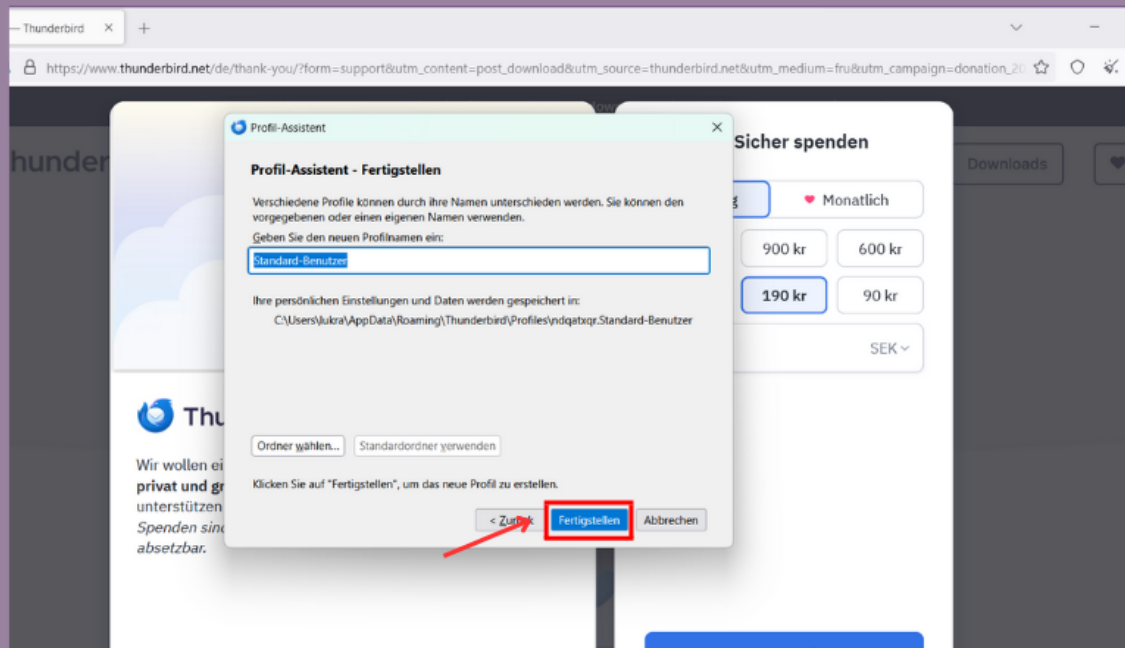 — Thunderbird
https://www.thunderbird.net/de/thank-you/?form=support&utm_content=post_download&utm_source=thunderbird.net&utm_medium=fru&utm_campaign=donation_20
Downloads
Profil-Assistent
Profil-Assistent - Fertigstellen
Verschiedene Profile können durch ihre Namen unterschieden werden. Sie können den
vorgegebenen oder einen eigenen Namen verwenden.
Geben Sie den neuen Profilnamen ein:
Standard-Benutzer
Ihre persönlichen Einstellungen und Daten werden gespeichert in:
C:\Users\lukra\AppData\Roaming\Thunderbird\Profiles\ndqatxqr.Standard-Benutzer
Ordner wählen... Standardordner verwenden
Klicken Sie auf "Fertigstellen", um das neue Profil zu erstellen.
< Zurück Fertigstellen Abbrechen
Sicher spenden
Monatlich
900 kr 600 kr
190 kr 90 kr
SEK
Thu
Wir wollen ei
privat und gr
unterstützen
Spenden sind
absetzbar.